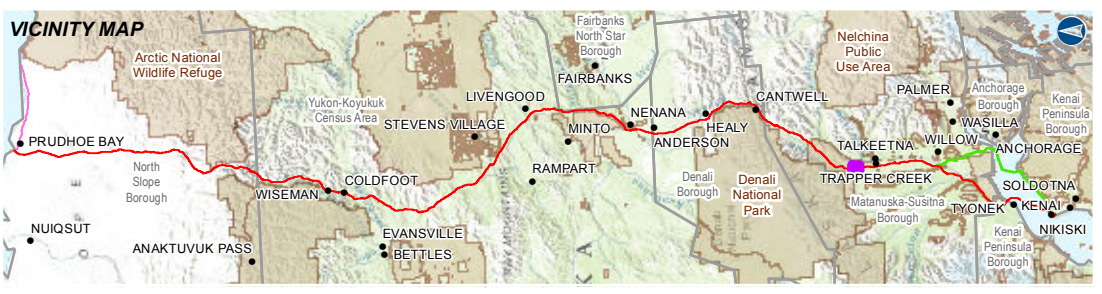 VICINITY MAP
Arctic National
Wildlife Refuge
PRUDHOE BAY
North
Slope
Borough
NUIQSUT
ANAKTUVUK PASS
WISEMAN
COLDFOOT
EVANSVILLE
BETTLES
Yukon-Koyukuk
Census Area
STEVENS VILLAGE
LIVENGOOD
RAMPART
MINTO
Fairbanks
North Star
Borough
FAIRBANKS
NENANA
ANDERSON
HEALY
CANTWELL
Denali
Borough
Denali
National
Park
Nelchina
Public
Use Area
TALKEETNA
TRAPPER CREEK
Matanuska-Susitna
Borough
PALMER
WASILLA
WILLOW
Anchorage
Borough
ANCHORAGE
Kenai
Peninsula
Borough
SOLDOTNA
TYONEK
KENAI
NIKISKI
Kenai
Peninsula
Borough